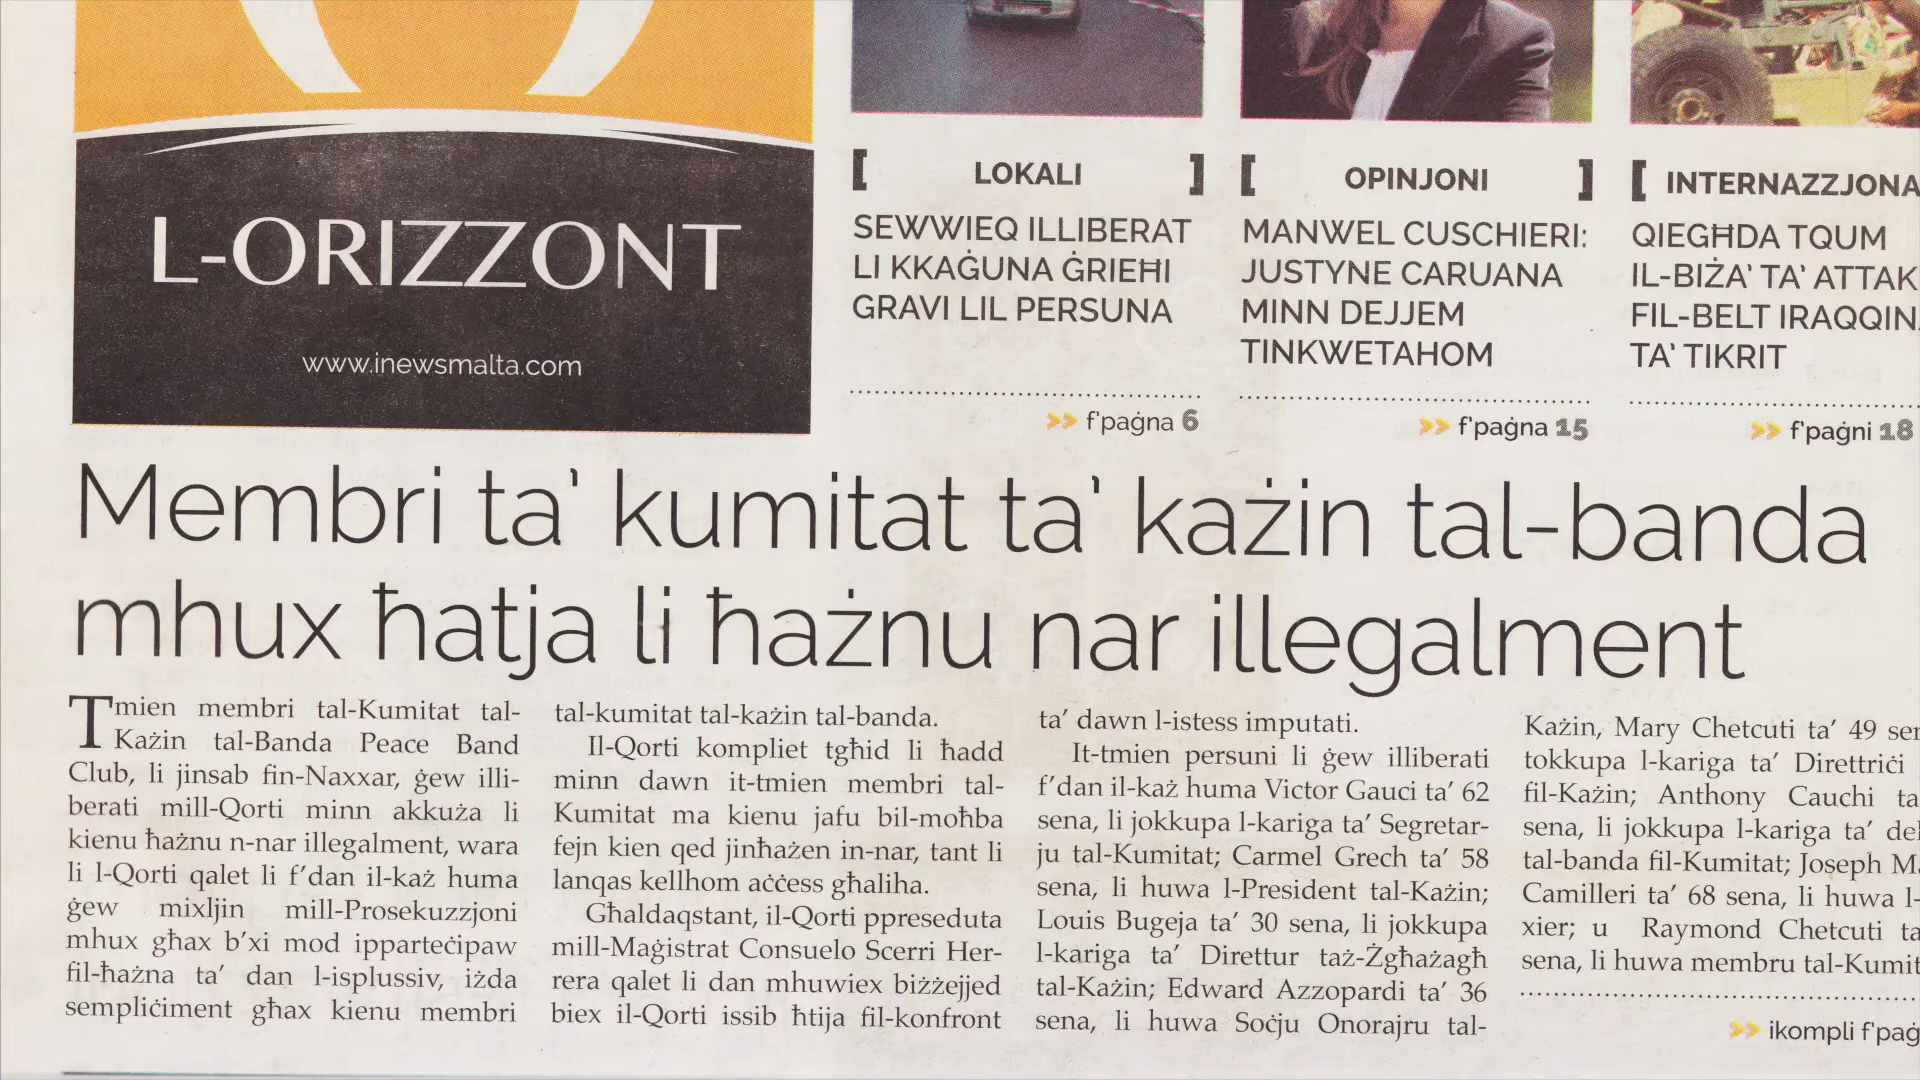 L-ORIZZONT
www.inewsmalta.com
[ LOKALI ]
SEWWIEQ ILLIBERAT
LI KKAĠUNA ĠRIEĦI
GRAVI LIL PERSUNA
>> f'paġna 6
[ OPINJONI ]
MANWEL CUSCHIERI:
JUSTYNE CARUANA
MINN DEJJEM
TINKWETAHOM
>> f'paġna 15
[ INTERNAZZJONA
QIEGĦDA TQUM
IL-BIŻA' TA' ATTAK
FIL-BELT IRAQQIN
TA' TIKRIT
>> f'paġni 18
Membri ta' kumitat ta' każin tal-banda
mhux ħatja li ħażnu nar illegalment
Tmien membri tal-Kumitat tal-
Każin tal-Banda Peace Band
Club, li jinsab fin-Naxxar, ġew illi-
berati mill-Qorti minn akkuża li
kienu ħażnu n-nar illegalment, wara
li l-Qorti qalet li f'dan il-każ huma
ġew mixljin mill-Prosekuzzjoni
mhux għax b'xi mod ipparteċipaw
fil-ħażna ta' dan l-isplussiv, iżda
sempliċiment għax kienu membri
tal-kumitat tal-każin tal-banda.
Il-Qorti kompliet tgħid li ħadd
minn dawn it-tmien membri tal-
Kumitat ma kienu jafu bil-moħba
fejn kien qed jinħażen in-nar, tant li
lanqas kellhom aċċess għaliha.
Għaldaqstant, il-Qorti ppreseduta
mill-Maġistrat Consuelo Scerri Her-
rera qalet li dan mhuwiex biżżejjed
biex il-Qorti issib ħtija fil-konfront
ta' dawn l-istess imputati.
It-tmien persuni li ġew illiberati
f'dan il-każ huma Victor Gauci ta' 62
sena, li jokkupa l-kariga ta' Segretar-
ju tal-Kumitat; Carmel Grech ta' 58
sena, li huwa l-President tal-Każin;
Louis Bugeja ta' 30 sena, li jokkupa
l-kariga ta' Direttur taż-Żgħażagħ
tal-Każin; Edward Azzopardi ta' 36
sena, li huwa Soċju Onorajru tal-
Każin, Mary Chetcuti ta' 49 sen
tokkupa l-kariga ta' Direttriċi
fil-Każin; Anthony Cauchi ta
sena, li jokkupa l-kariga ta' del
tal-banda fil-Kumitat; Joseph M
Camilleri ta' 68 sena, li huwa l-
xier; u Raymond Chetcuti ta
sena, li huwa membru tal-Kumit
>> ikompli f'paġ